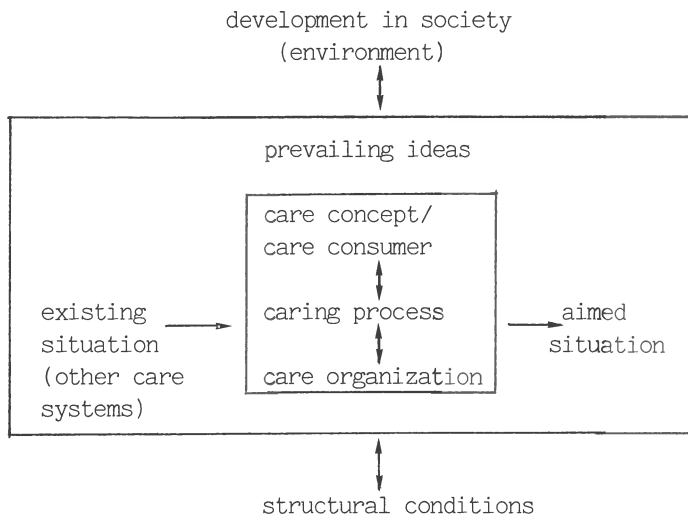 development in society
(environment)
prevailing ideas
care concept/
care consumer
existing
situation
(other care
systems)
caring process
aimed
situation
care organization
structural conditions